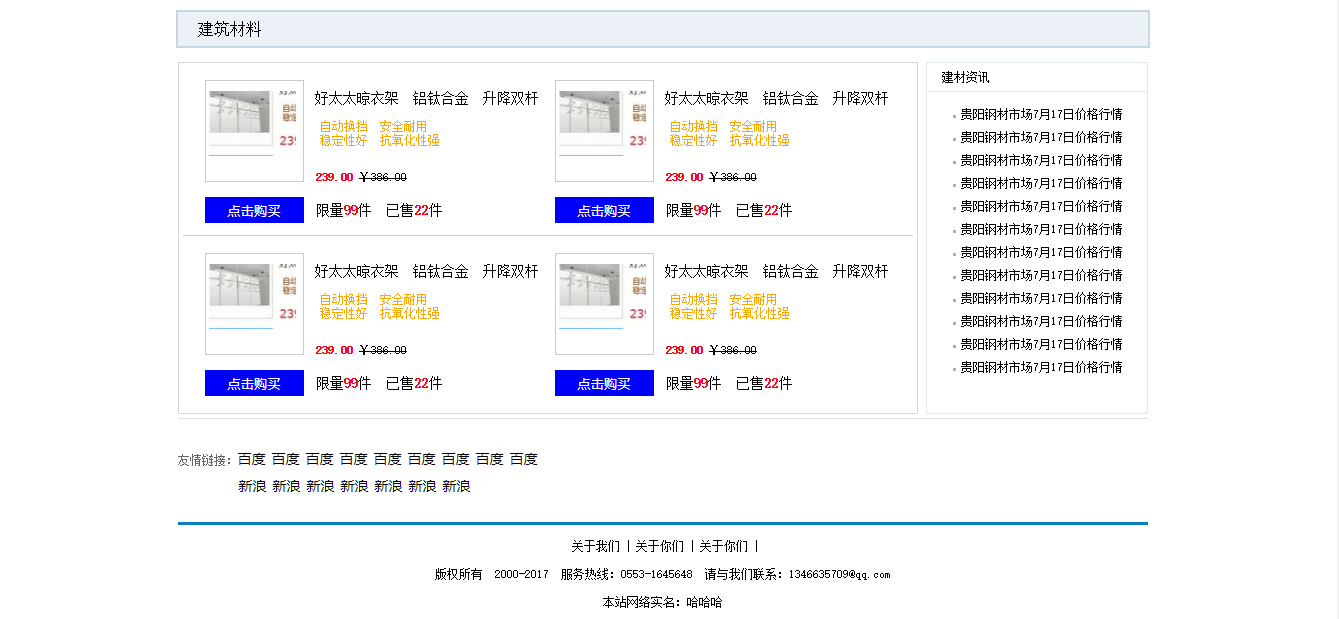 建筑材料
好太太晾衣架 铝钛合金 升降双杆
自动换挡 安全耐用
稳定性好 抗氧化性强
239.00 ￥386.00
点击购买 限量99件 已售22件
好太太晾衣架 铝钛合金 升降双杆
自动换挡 安全耐用
稳定性好 抗氧化性强
239.00 ￥386.00
点击购买 限量99件 已售22件
好太太晾衣架 铝钛合金 升降双杆
自动换挡 安全耐用
稳定性好 抗氧化性强
239.00 ￥386.00
点击购买 限量99件 已售22件
好太太晾衣架 铝钛合金 升降双杆
自动换挡 安全耐用
稳定性好 抗氧化性强
239.00 ￥386.00
点击购买 限量99件 已售22件
建材资讯
贵阳钢材市场7月17日价格行情
贵阳钢材市场7月17日价格行情
贵阳钢材市场7月17日价格行情
贵阳钢材市场7月17日价格行情
贵阳钢材市场7月17日价格行情
贵阳钢材市场7月17日价格行情
贵阳钢材市场7月17日价格行情
贵阳钢材市场7月17日价格行情
贵阳钢材市场7月17日价格行情
贵阳钢材市场7月17日价格行情
贵阳钢材市场7月17日价格行情
贵阳钢材市场7月17日价格行情
友情链接：百度 百度 百度 百度 百度 百度 百度 百度 百度
新浪 新浪 新浪 新浪 新浪 新浪 新浪
关于我们 | 关于你们 | 关于你们 |
版权所有 2000-2017 服务热线：0553-1645648 请与我们联系：1346635709@qq.com
本站网络实名：哈哈哈